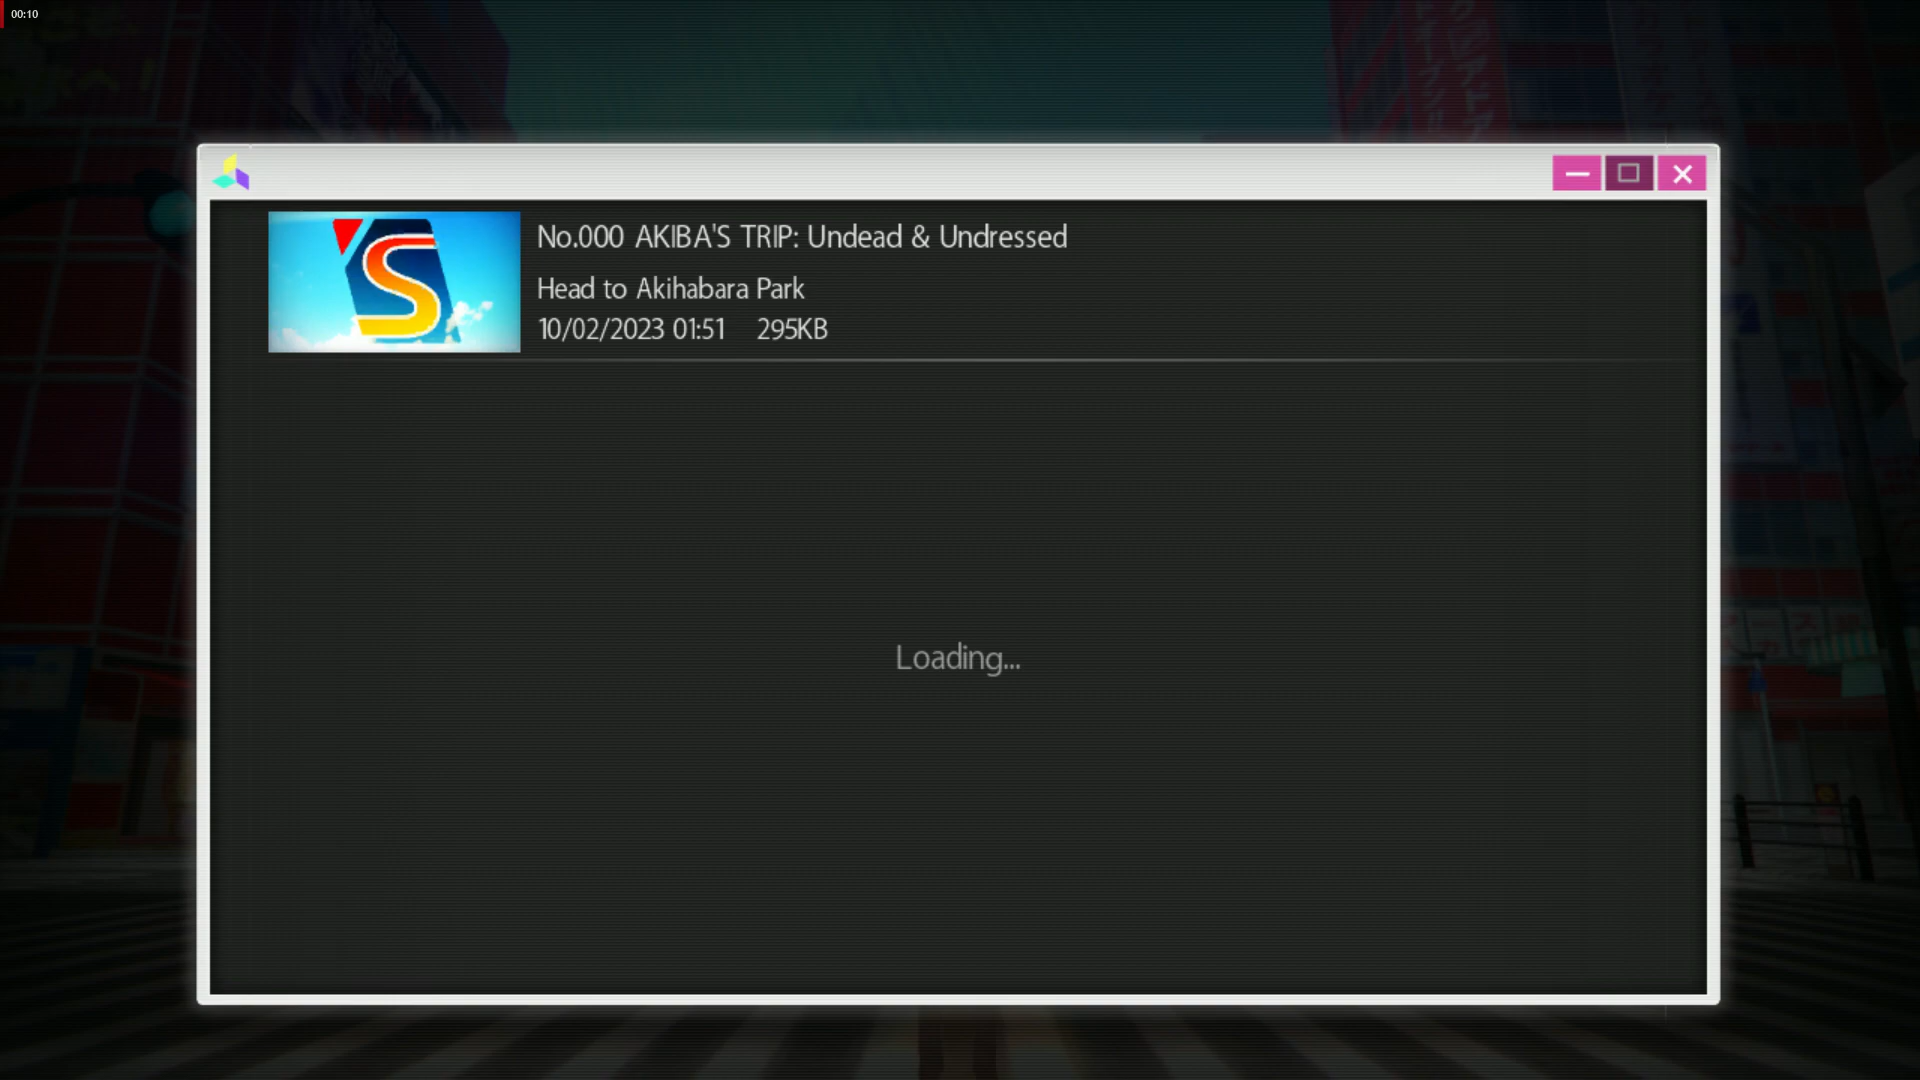 00:10
No.000 AKIBA'S TRIP: Undead & Undressed
Head to Akihabara Park
10/02/2023 01:51 295KB
Loading...
'S